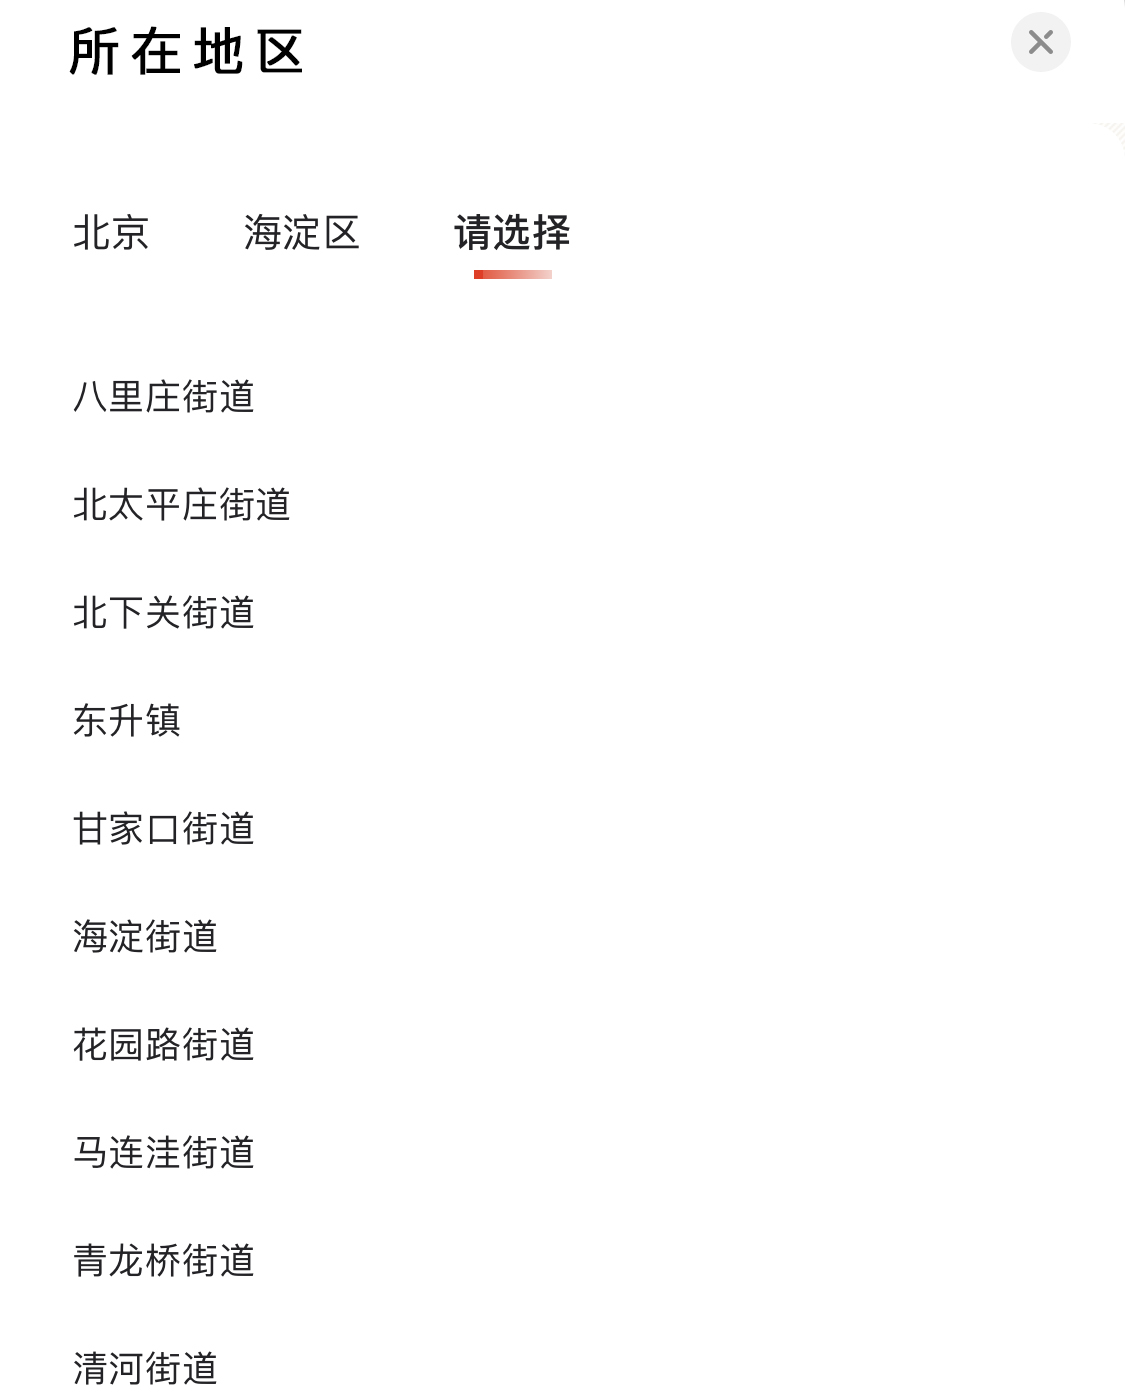 所在地区
北京 海淀区 请选择
八里庄街道
北太平庄街道
北下关街道
东升镇
甘家口街道
海淀街道
花园路街道
马连洼街道
青龙桥街道
清河街道